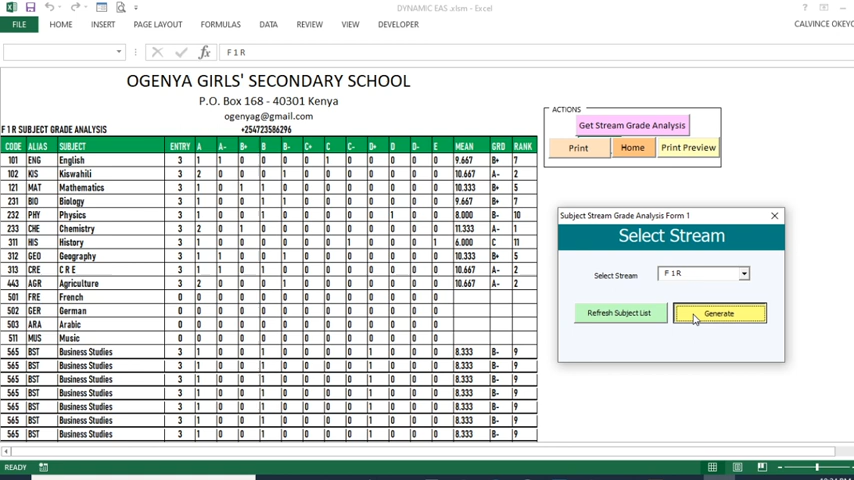 DYNAMIC EAS .xlsm - Excel
FILE HOME INSERT PAGE LAYOUT FORMULAS DATA REVIEW VIEW DEVELOPER CALVINCE OKEYO
fx F 1 R
OGENYA GIRLS' SECONDARY SCHOOL
P.O. Box 168 - 40301 Kenya
ogenyag@gmail.com
F 1 R SUBJECT GRADE ANALYSIS +254723586296
CODE ALIAS SUBJECT ENTRY A A- B+ B B- C+ C C- D+ D D- E MEAN GRD RANK
101 ENG English 3 1 1 0 0 0 0 1 0 0 0 0 0 9.667 B+ 7
102 KIS Kiswahili 3 2 0 0 0 1 0 0 0 0 0 0 0 10.667 A- 2
121 MAT Mathematics 3 1 0 1 1 0 0 0 0 0 0 0 0 10.333 B+ 5
231 BIO Biology 3 1 0 0 1 1 0 0 0 0 0 0 0 9.667 B+ 7
232 PHY Physics 3 1 0 0 1 0 0 0 0 0 1 0 0 8.000 B- 10
233 CHE Chemistry 3 2 0 1 0 0 0 0 0 0 0 0 0 11.333 A- 1
311 HIS History 3 1 0 0 0 0 0 0 1 0 0 0 1 6.000 C 11
312 GEO Geography 3 1 1 0 0 1 0 0 0 0 0 0 0 10.333 B+ 5
313 CRE C R E 3 1 1 0 1 0 0 0 0 0 0 0 0 10.667 A- 2
443 AGR Agriculture 3 2 0 0 0 1 0 0 0 0 0 0 0 10.667 A- 2
501 FRE French 0 0 0 0 0 0 0 0 0 0 0 0 0
502 GER German 0 0 0 0 0 0 0 0 0 0 0 0 0
503 ARA Arabic 0 0 0 0 0 0 0 0 0 0 0 0 0
511 MUS Music 0 0 0 0 0 0 0 0 0 0 0 0 0
565 BST Business Studies 3 1 0 0 1 0 0 0 0 1 0 0 0 8.333 B- 9
565 BST Business Studies 3 1 0 0 1 0 0 0 0 1 0 0 0 8.333 B- 9
565 BST Business Studies 3 1 0 0 1 0 0 0 0 1 0 0 0 8.333 B- 9
565 BST Business Studies 3 1 0 0 1 0 0 0 0 1 0 0 0 8.333 B- 9
565 BST Business Studies 3 1 0 0 1 0 0 0 0 1 0 0 0 8.333 B- 9
565 BST Business Studies 3 1 0 0 1 0 0 0 0 1 0 0 0 8.333 B- 9
565 BST Business Studies 3 1 0 0 1 0 0 0 0 1 0 0 0 8.333 B- 9
ACTIONS
Get Stream Grade Analysis
Print Home Print Preview
Subject Stream Grade Analysis Form 1
Select Stream
Select Stream F 1 R
Refresh Subject List Generate
READY